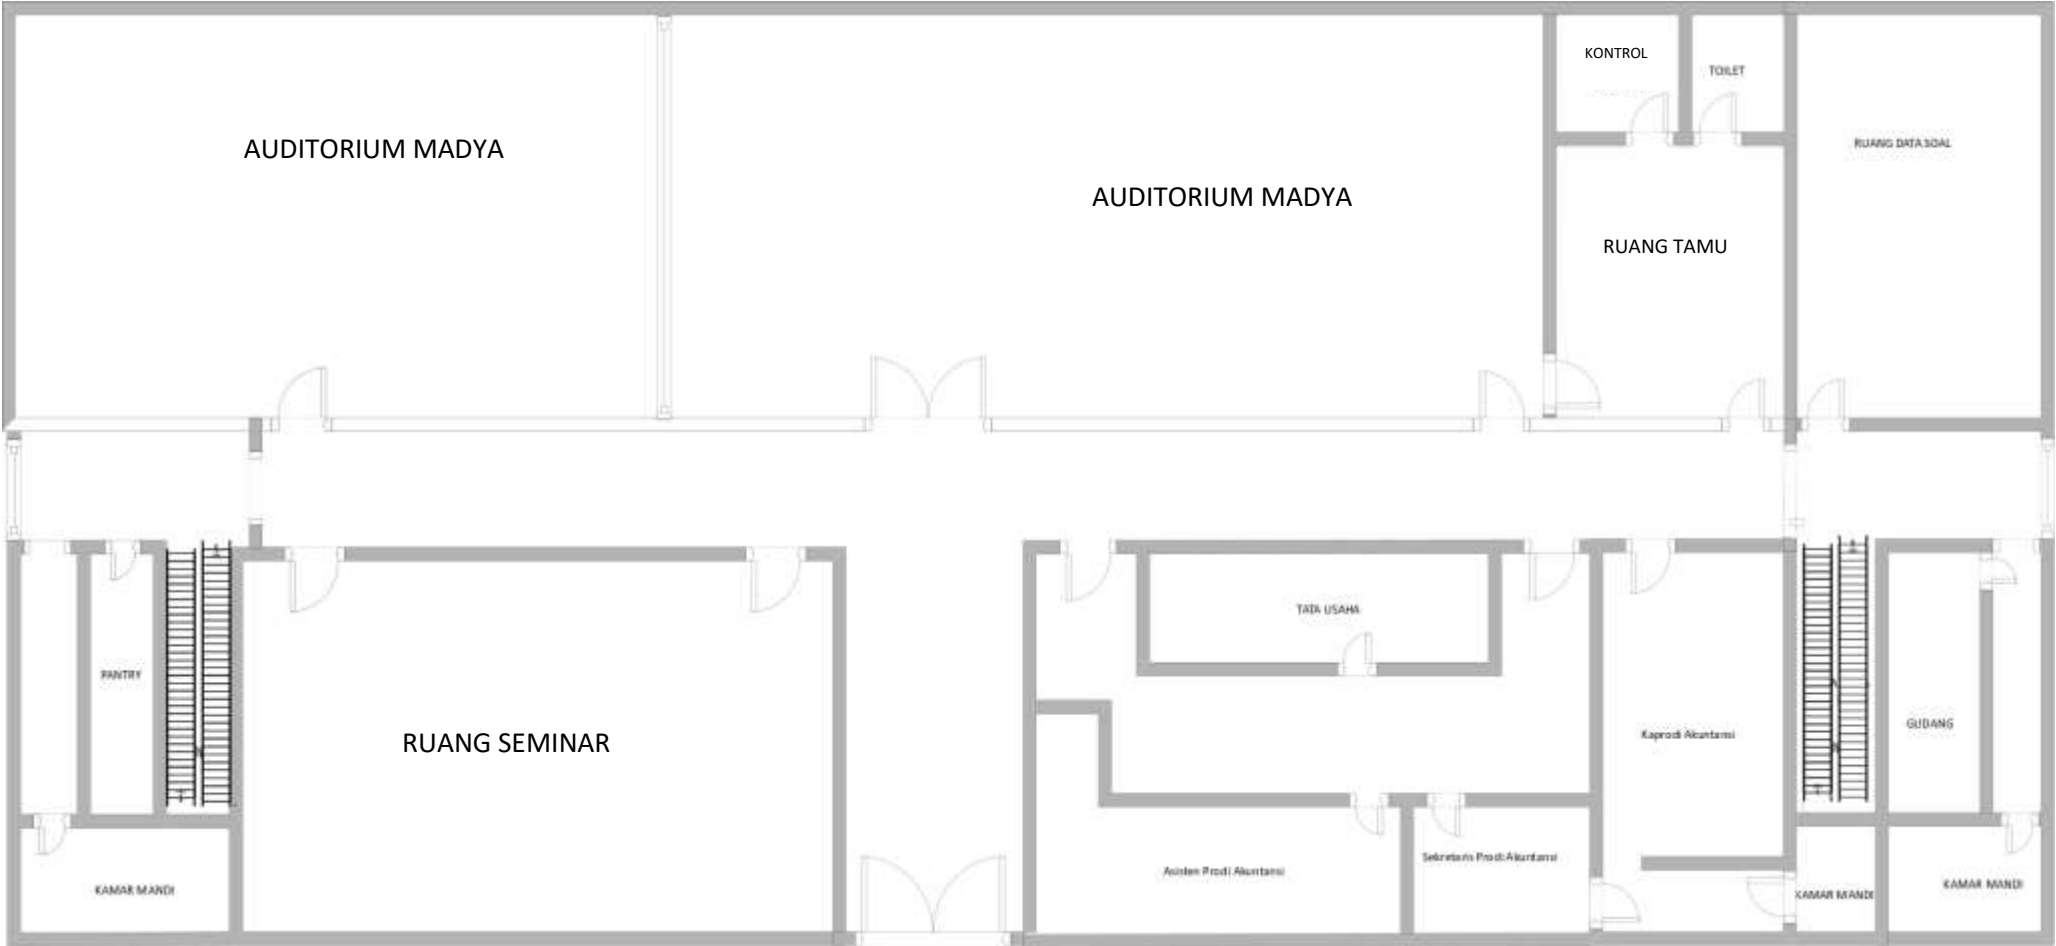 KONTROL
TOILET
AUDITORIUM MADYA
RUANG DATA SOAL
AUDITORIUM MADYA
RUANG TAMU
TATA USAHA
PANTRY
GUDANG
Kaprodi Akuntansi
RUANG SEMINAR
Sekretaris Prodi Akuntansi
Asisten Prodi Akuntansi
KAMAR MANDI
KAMAR MANDI
KAMAR MANDI